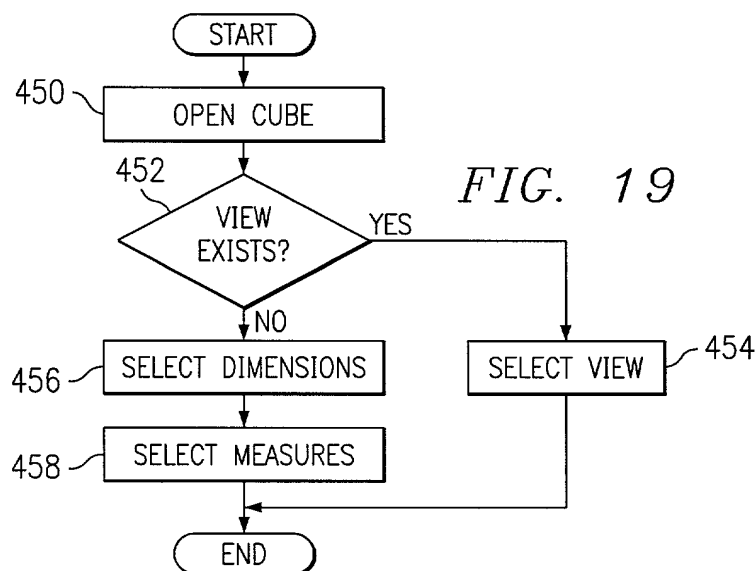 START
450
OPEN CUBE
452
FIG. 19
VIEW
EXISTS?
YES
NO
456
SELECT DIMENSIONS
SELECT VIEW
454
458
SELECT MEASURES
END